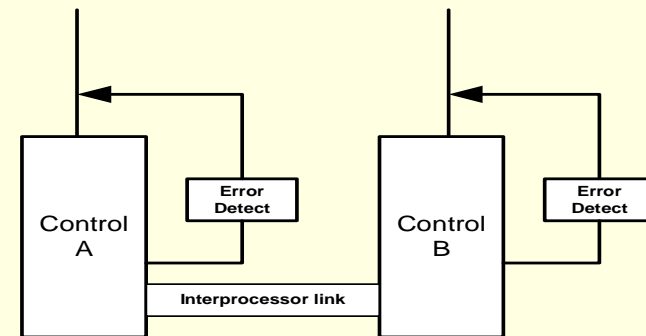 Control
A
Error
Detect
Interprocessor link
Control
B
Error
Detect